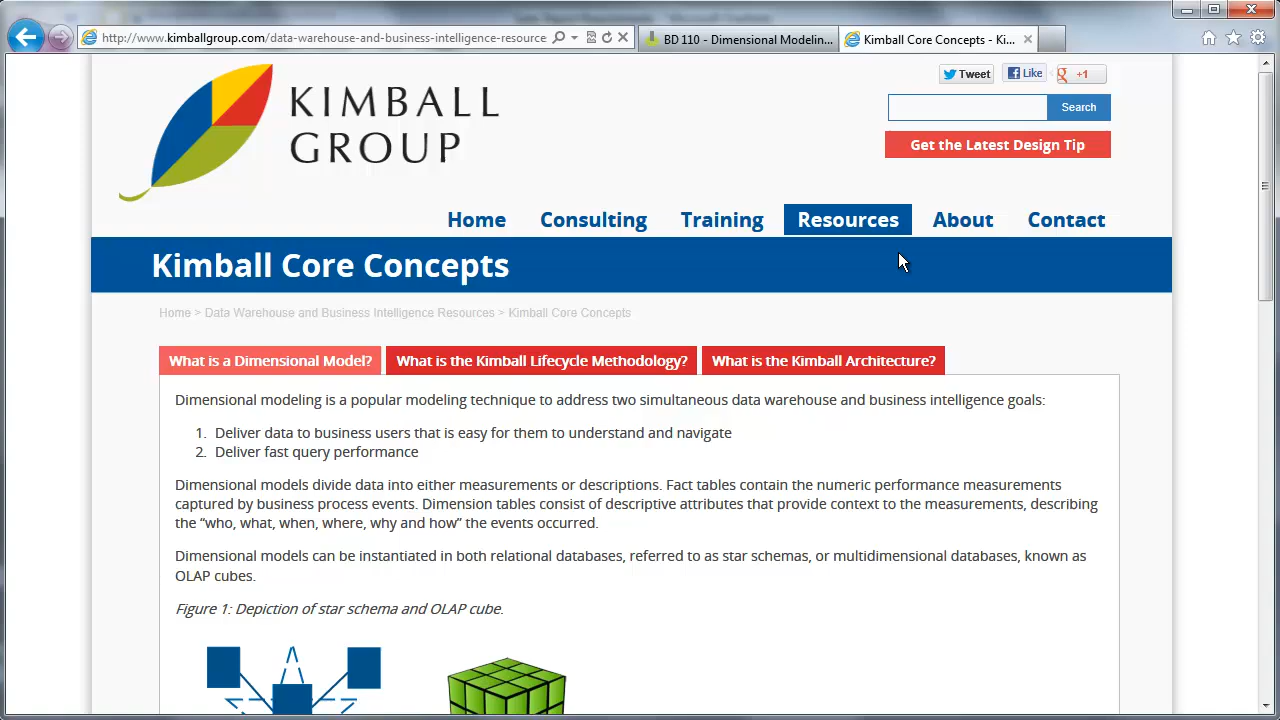 http://www.kimballgroup.com/data-warehouse-and-business-intelligence-resource
BD 110 - Dimensional Modelin...
Kimball Core Concepts - Ki...
KIMBALL
GROUP
Tweet
Like
+1
Search
Get the Latest Design Tip
Home
Consulting
Training
Resources
About
Contact
Kimball Core Concepts
Home > Data Warehouse and Business Intelligence Resources > Kimball Core Concepts
What is a Dimensional Model?
What is the Kimball Lifecycle Methodology?
What is the Kimball Architecture?
Dimensional modeling is a popular modeling technique to address two simultaneous data warehouse and business intelligence goals:
1. Deliver data to business users that is easy for them to understand and navigate
2. Deliver fast query performance
Dimensional models divide data into either measurements or descriptions. Fact tables contain the numeric performance measurements
captured by business process events. Dimension tables consist of descriptive attributes that provide context to the measurements, describing
the “who, what, when, where, why and how” the events occurred.
Dimensional models can be instantiated in both relational databases, referred to as star schemas, or multidimensional databases, known as
OLAP cubes.
Figure 1: Depiction of star schema and OLAP cube.